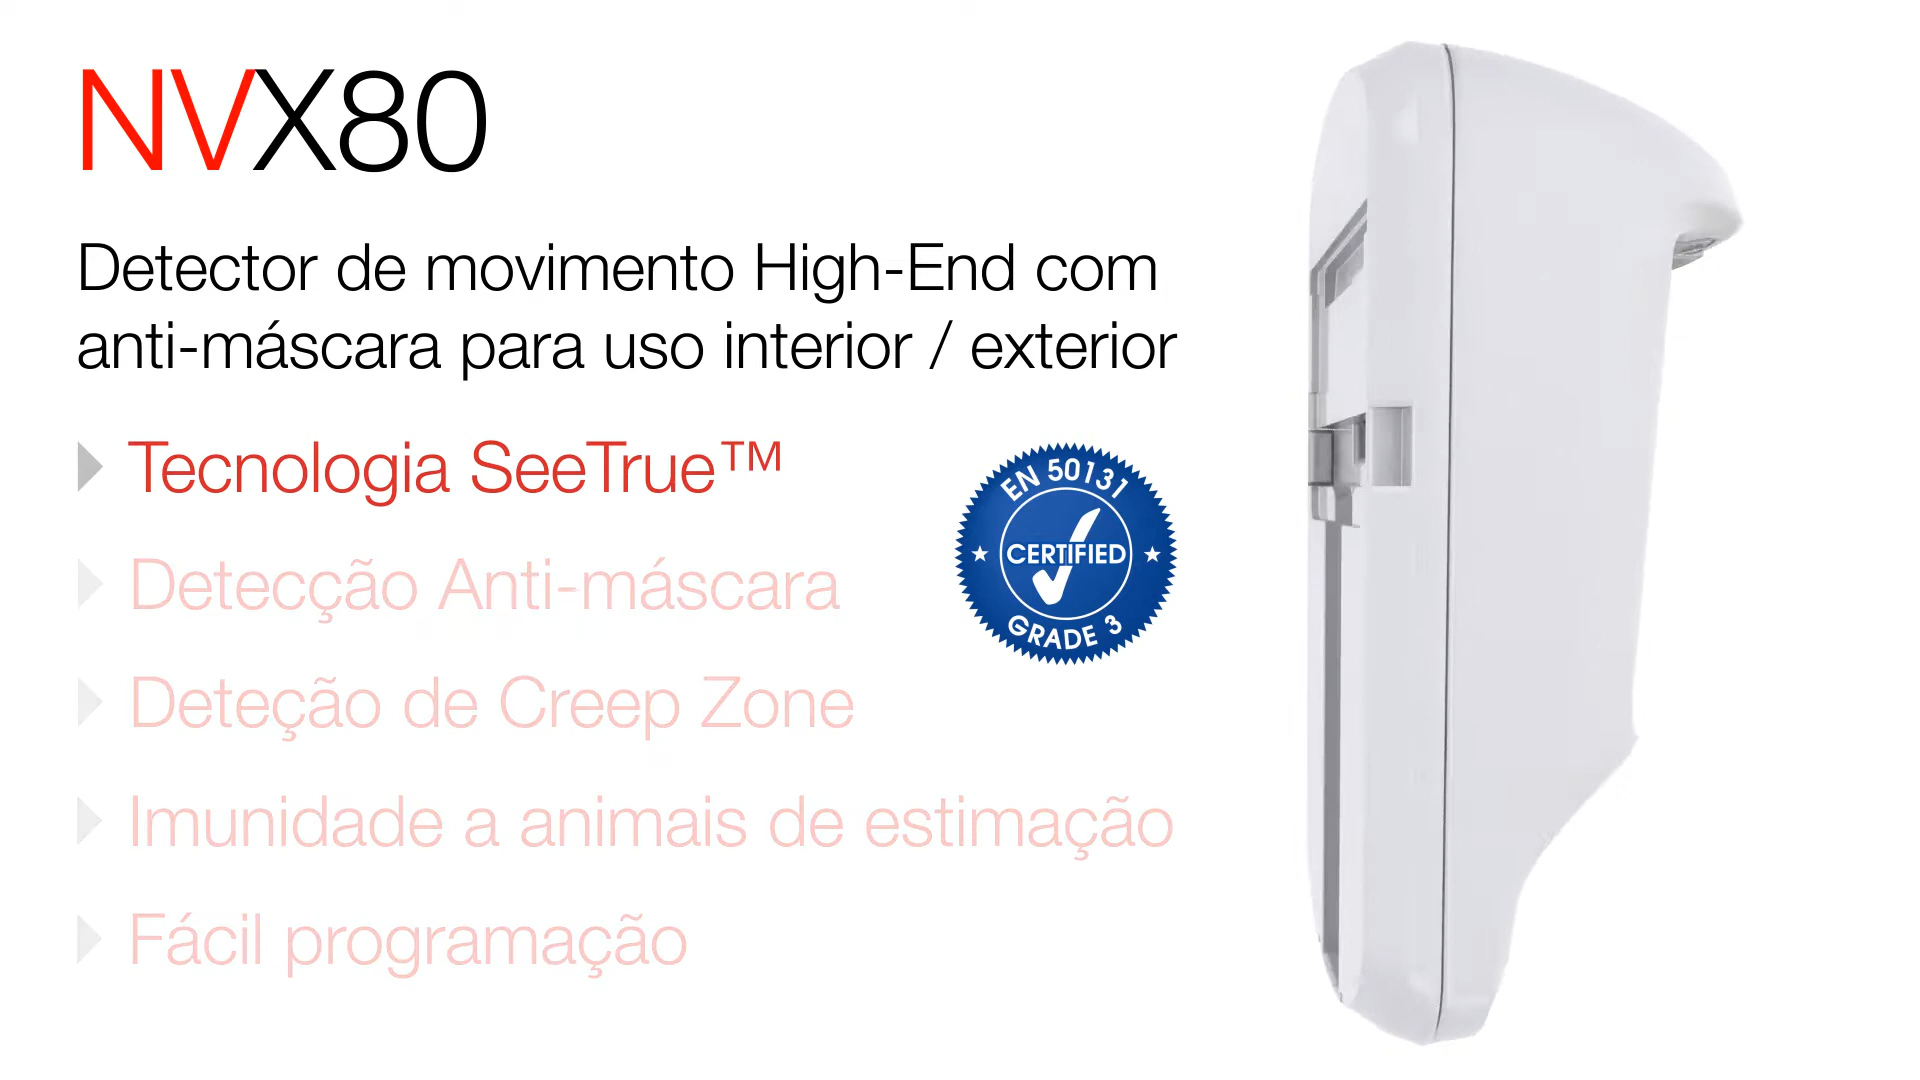 NVX80
Detector de movimento High-End com
anti-máscara para uso interior / exterior
Tecnologia SeeTrue™
Detecção Anti-máscara
Deteção de Creep Zone
Imunidade a animais de estimação
Fácil programação
EN 50131
CERTIFIED
GRADE 3